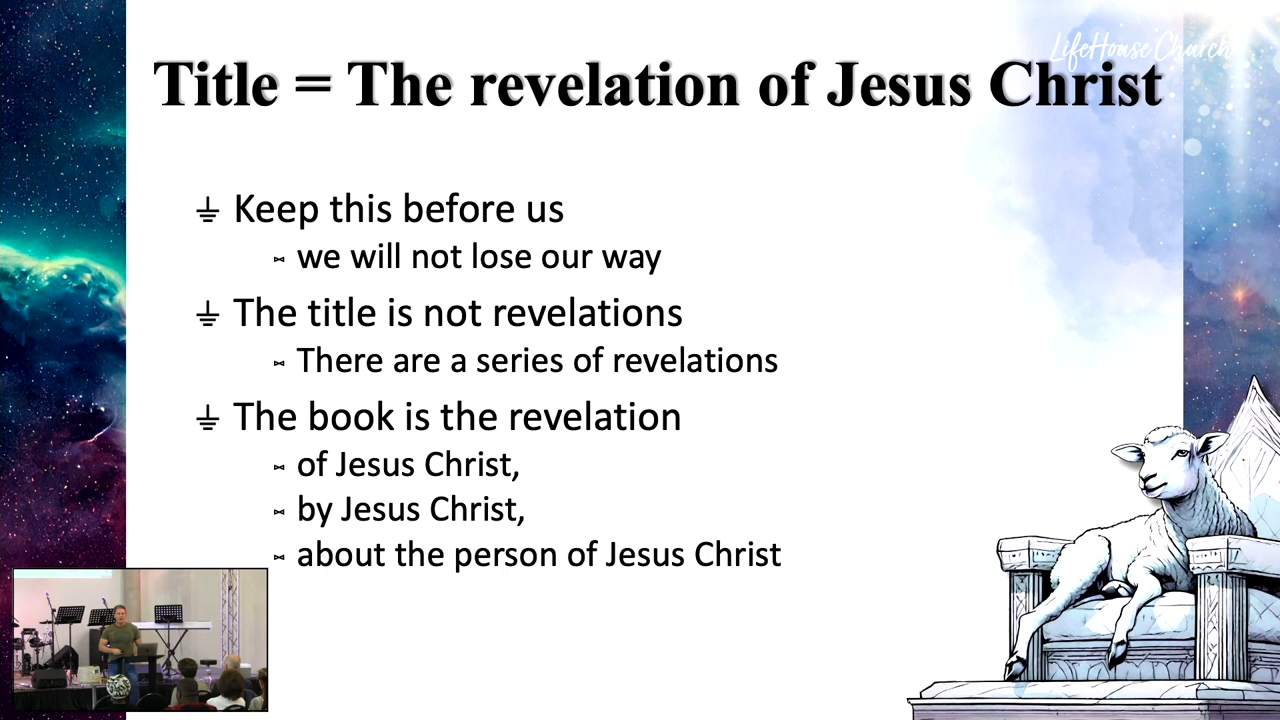 LifeHouse Church
Title = The revelation of Jesus Christ
Keep this before us
we will not lose our way
The title is not revelations
There are a series of revelations
The book is the revelation
of Jesus Christ,
by Jesus Christ,
about the person of Jesus Christ